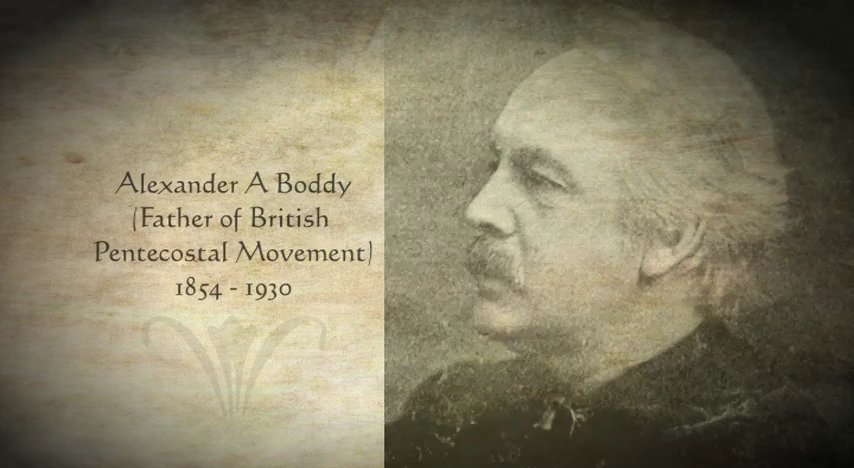 Alexander A Boddy
(Father of British
Pentecostal Movement)
1854 - 1930